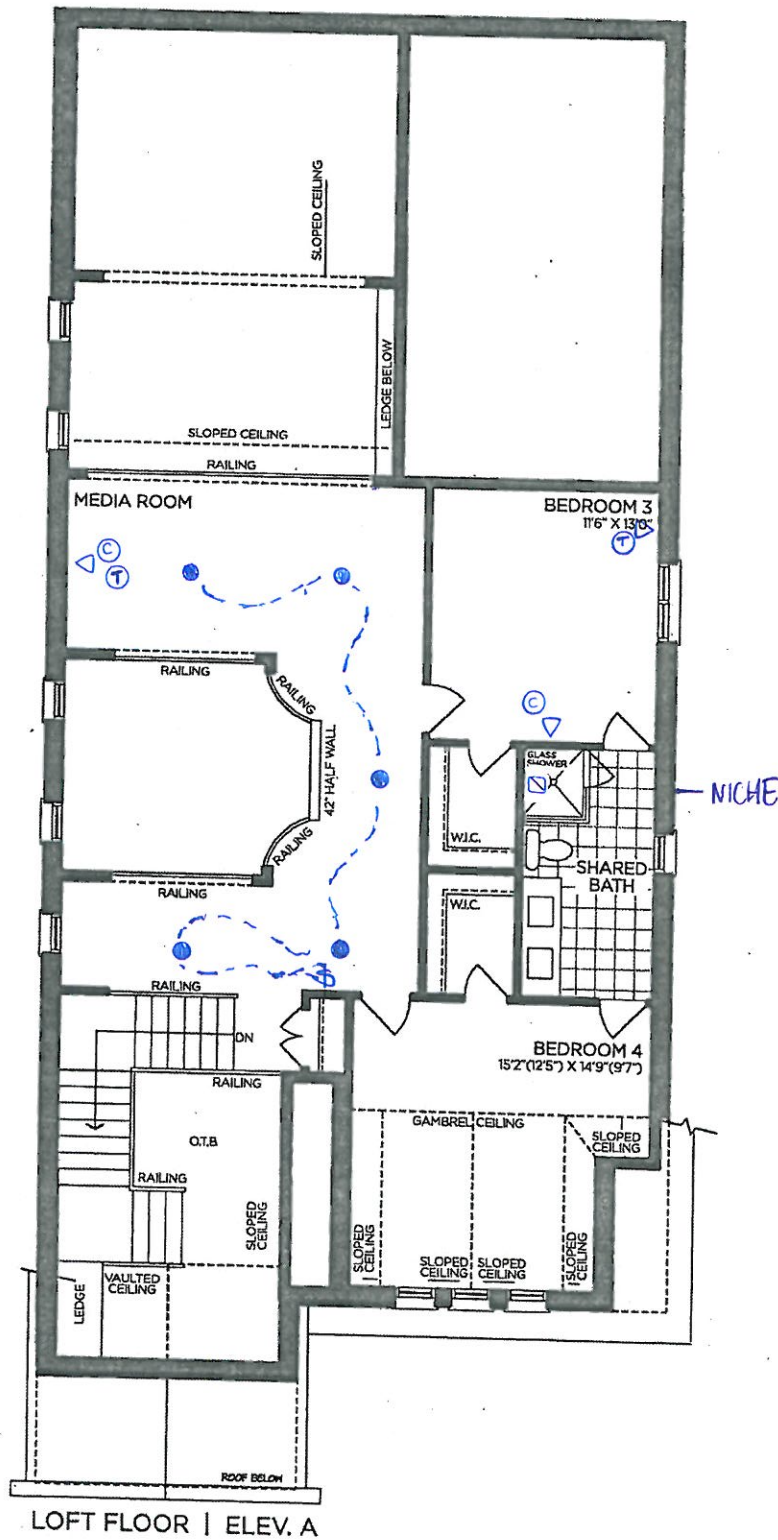 SLOPED CEILING
LEDGE BELOW
SLOPED CEILING
RAILING
MEDIA ROOM
BEDROOM 3
11'6" X 13'0"
C
T
T
RAILING
RAILING
42" HALF WALL
RAILING
C
GLASS
SHOWER
NICHE
W.I.C.
SHARED
BATH
RAILING
W.I.C.
RAILING
DN
BEDROOM 4
15'2"(12'5") X 14'9"(9'7")
RAILING
GAMBREL CEILING
SLOPED
CEILING
O.T.B
RAILING
SLOPED
CEILING
SLOPED
CEILING
SLOPED
CEILING
SLOPED
CEILING
SLOPED
CEILING
LEDGE
VAULTED
CEILING
ROOF BELOW
LOFT FLOOR | ELEV. A